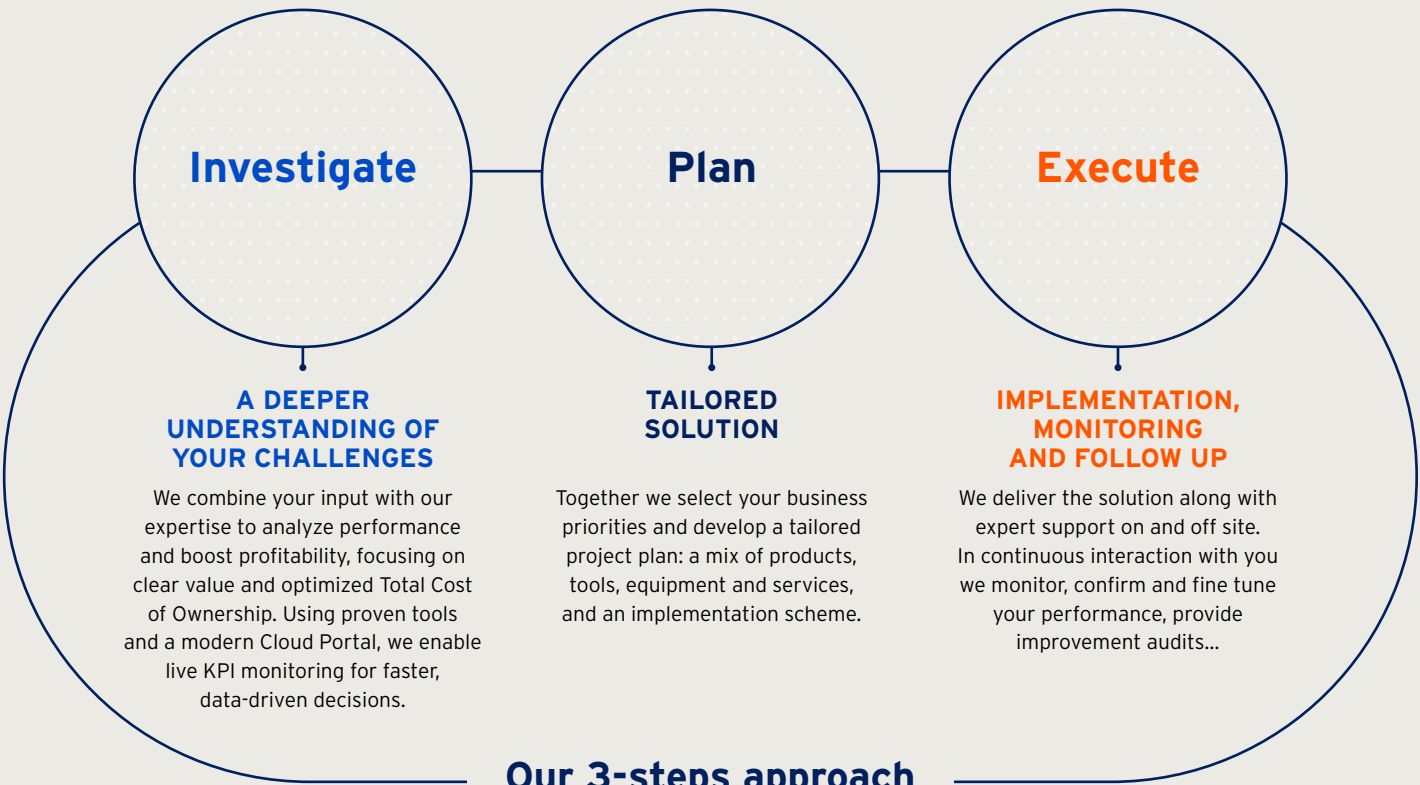 Investigate
Plan
Execute
A DEEPER
UNDERSTANDING OF
YOUR CHALLENGES
We combine your input with our
expertise to analyze performance
and boost profitability, focusing on
clear value and optimized Total Cost
of Ownership. Using proven tools
and a modern Cloud Portal, we enable
live KPI monitoring for faster,
data-driven decisions.
TAILORED
SOLUTION
Together we select your business
priorities and develop a tailored
project plan: a mix of products,
tools, equipment and services,
and an implementation scheme.
IMPLEMENTATION,
MONITORING
AND FOLLOW UP
We deliver the solution along with
expert support on and off site.
In continuous interaction with you
we monitor, confirm and fine tune
your performance, provide
improvement audits...
Our 3-steps approach